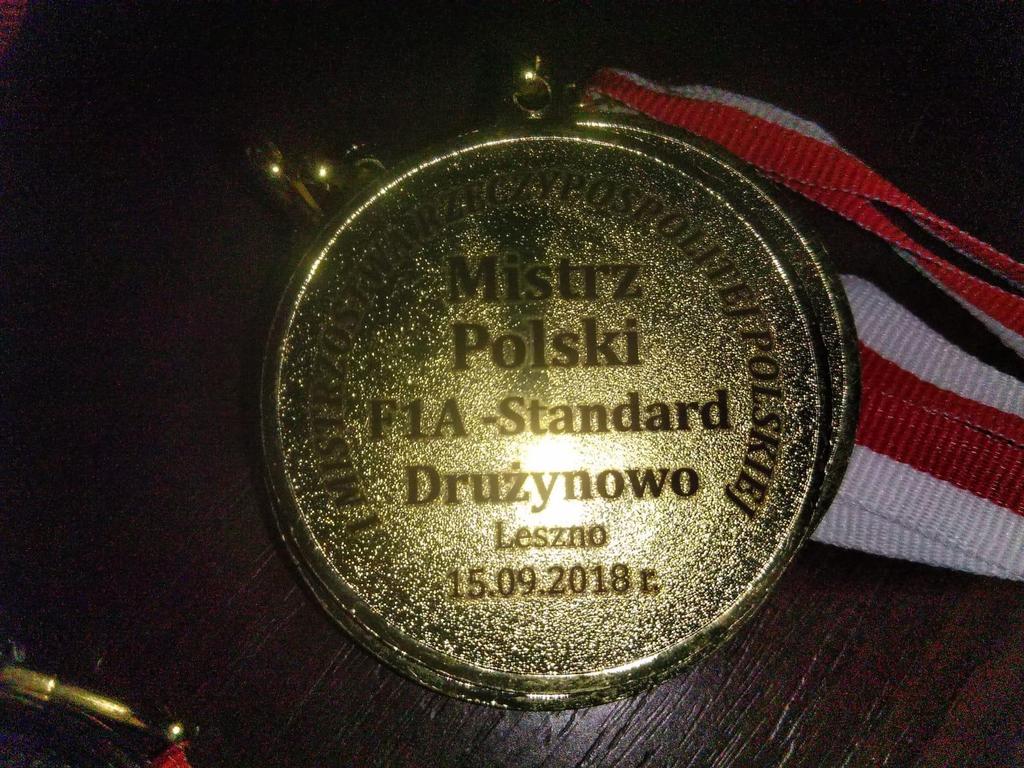 I MISTRZOSTWA RZECZYPOSPOLITEJ POLSKIEJ
Mistrz
Polski
F1A -Standard
Drużynowo
Leszno
15.09.2018 r.